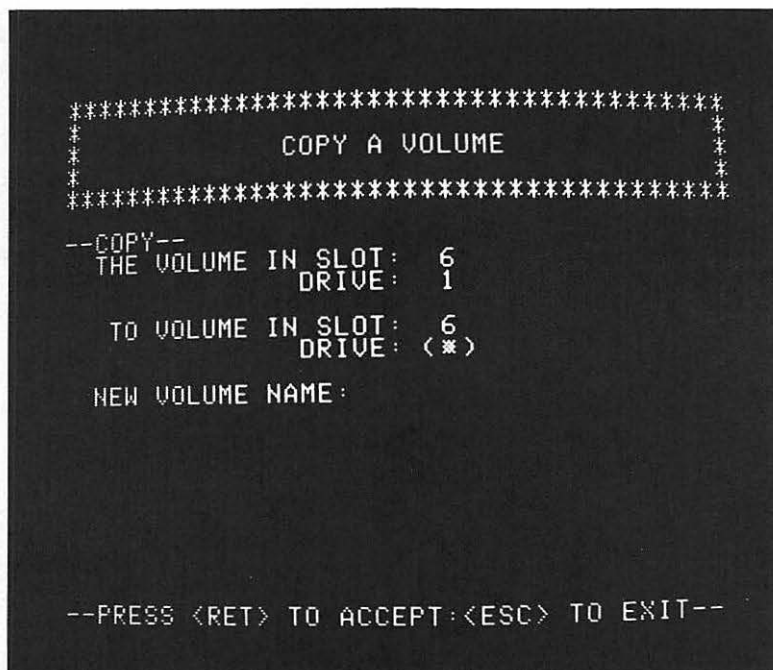 ****************************************
*                                      *
*            COPY A VOLUME             *
*                                      *
****************************************
--COPY--
THE VOLUME IN SLOT: 6
DRIVE: 1
TO VOLUME IN SLOT: 6
DRIVE: (*)
NEW VOLUME NAME:
--PRESS <RET> TO ACCEPT:<ESC> TO EXIT--